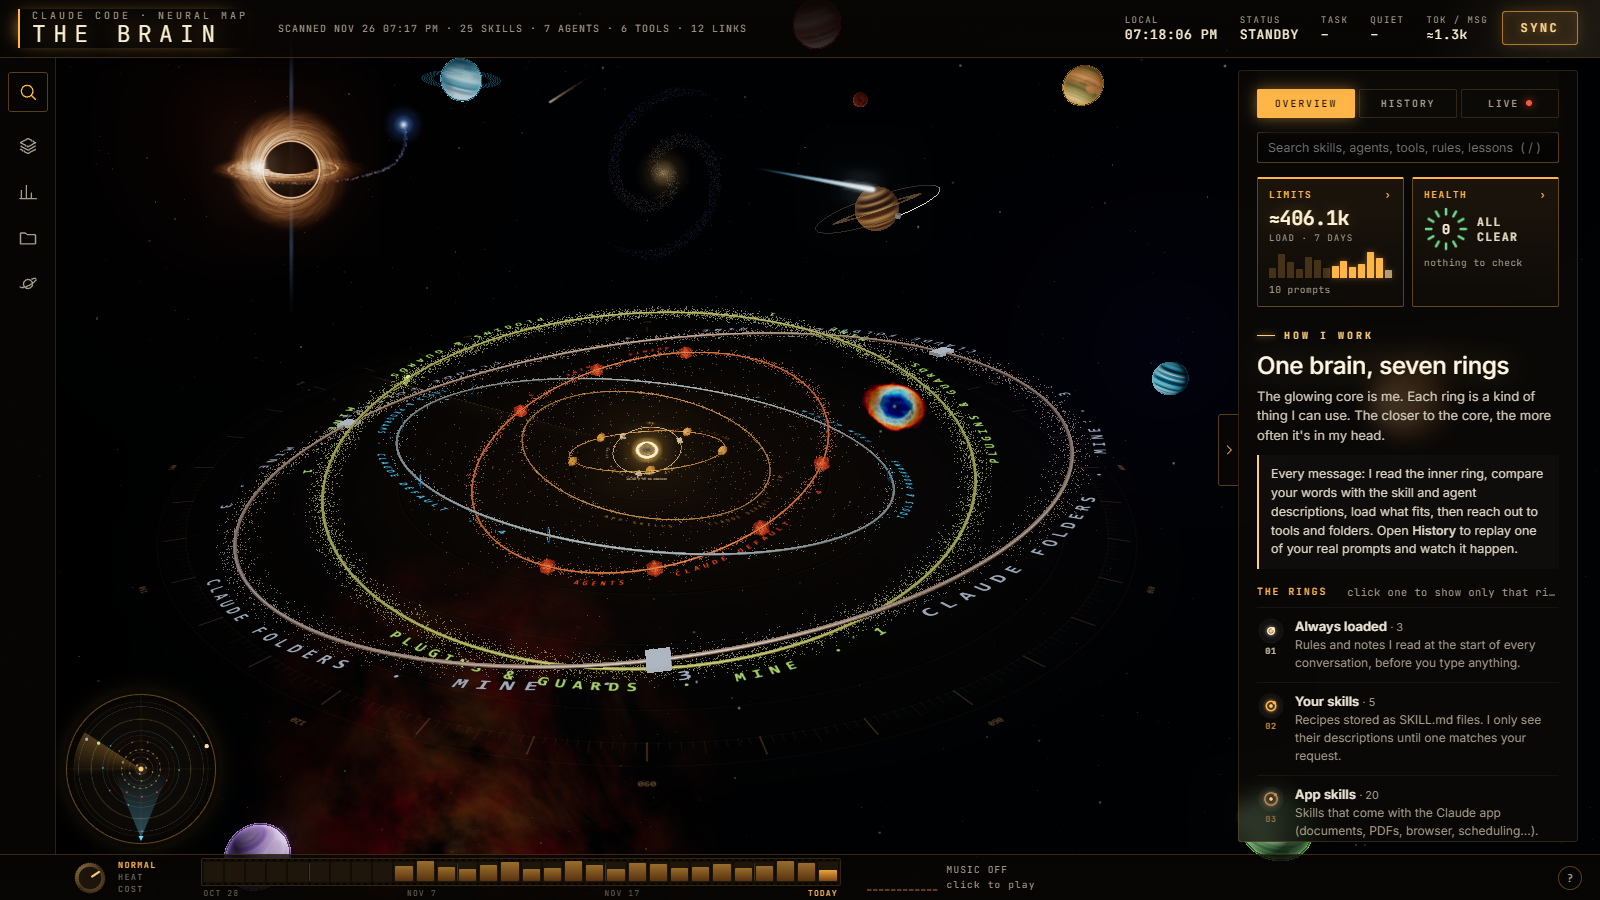 CLAUDE CODE · NEURAL MAP
THE BRAIN
SCANNED NOV 26 07:17 PM · 25 SKILLS · 7 AGENTS · 6 TOOLS · 12 LINKS
LOCAL
07:18:06 PM
STATUS
STANDBY
TASK
–
QUIET
–
TOK / MSG
≈1.3k
SYNC
OVERVIEW
HISTORY
LIVE
Search skills, agents, tools, rules, lessons ( / )
LIMITS ›
≈406.1k
LOAD · 7 DAYS
10 prompts
HEALTH ›
0
ALL
CLEAR
nothing to check
HOW I WORK
One brain, seven rings
The glowing core is me. Each ring is a kind of
thing I can use. The closer to the core, the more
often it's in my head.
Every message: I read the inner ring, compare
your words with the skill and agent
descriptions, load what fits, then reach out to
tools and folders. Open History to replay one
of your real prompts and watch it happen.
THE RINGS
click one to show only that ri…
01
Always loaded · 3
Rules and notes I read at the start of every
conversation, before you type anything.
02
Your skills · 5
Recipes stored as SKILL.md files. I only see
their descriptions until one matches your
request.
03
App skills · 20
Skills that come with the Claude app
(documents, PDFs, browser, scheduling…).
PLUGINS & GUARDS
CLAUDE DEFAULT
AGENTS
CLAUDE DEFAULT
CLAUDE FOLDERS · MINE · 3
PLUGINS & GUARDS · MINE · 1
CLAUDE FOLDERS · MINE
NORMAL
HEAT
COST
OCT 28
NOV 7
NOV 17
TODAY
MUSIC OFF
click to play
?